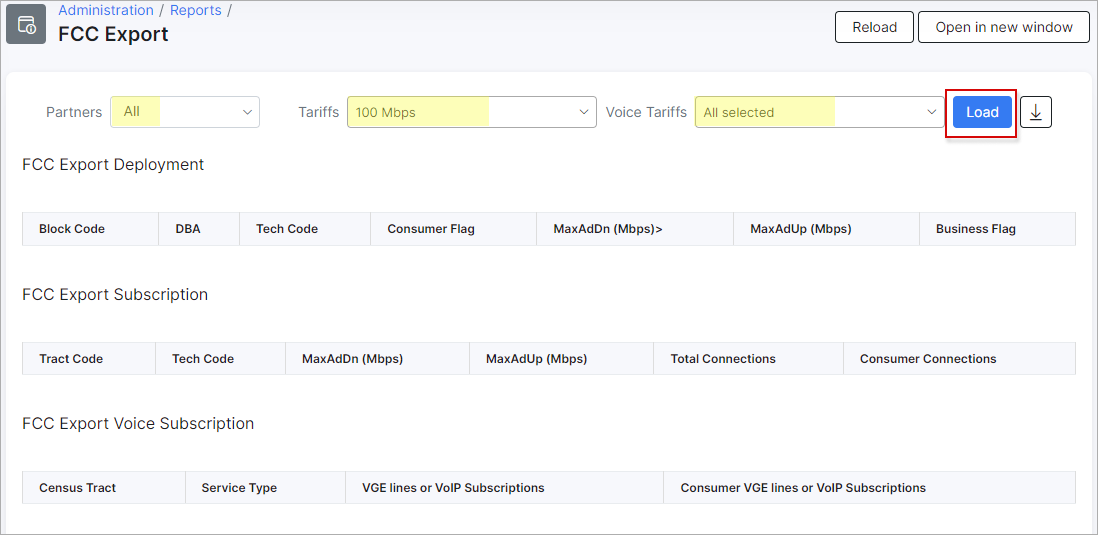 Administration / Reports /
FCC Export
Reload
Open in new window
Partners All Tariffs 100 Mbps Voice Tariffs All selected Load
FCC Export Deployment
Block Code DBA Tech Code Consumer Flag MaxAdDn (Mbps)> MaxAdUp (Mbps) Business Flag
FCC Export Subscription
Tract Code Tech Code MaxAdDn (Mbps) MaxAdUp (Mbps) Total Connections Consumer Connections
FCC Export Voice Subscription
Census Tract Service Type VGE lines or VoIP Subscriptions Consumer VGE lines or VoIP Subscriptions